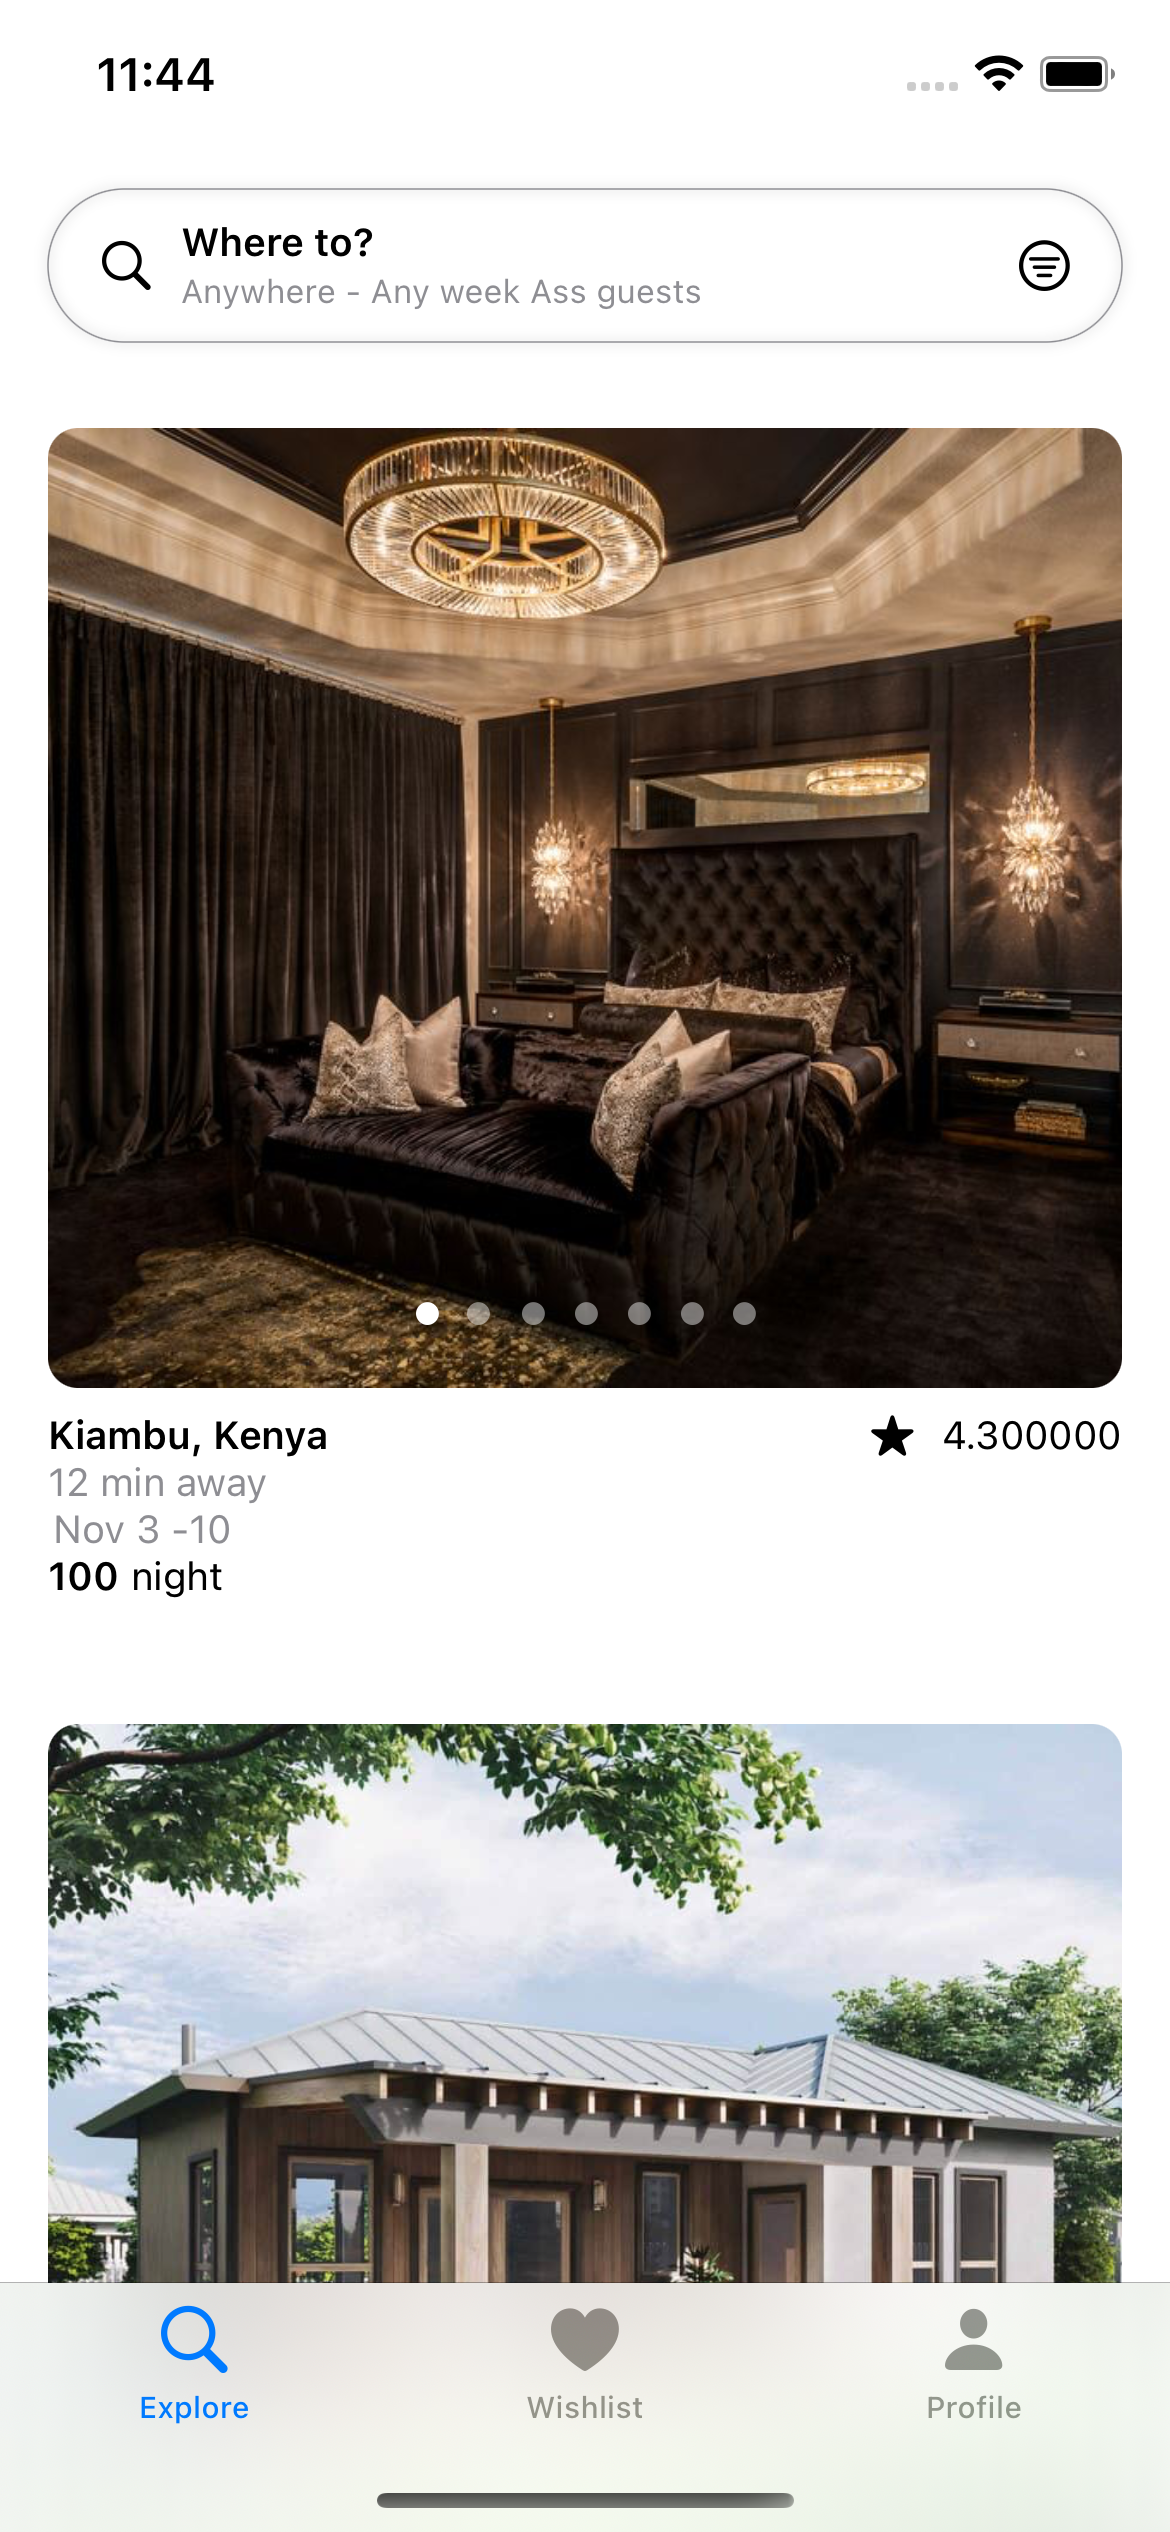 11:44
Where to?
Anywhere - Any week Ass guests
Kiambu, Kenya
4.300000
12 min away
Nov 3 -10
100 night
Explore
Wishlist
Profile